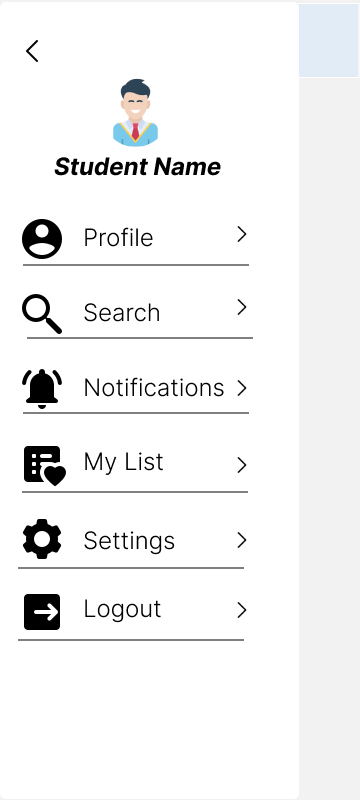 Student Name
Profile
Search
Notifications
My List
Settings
Logout